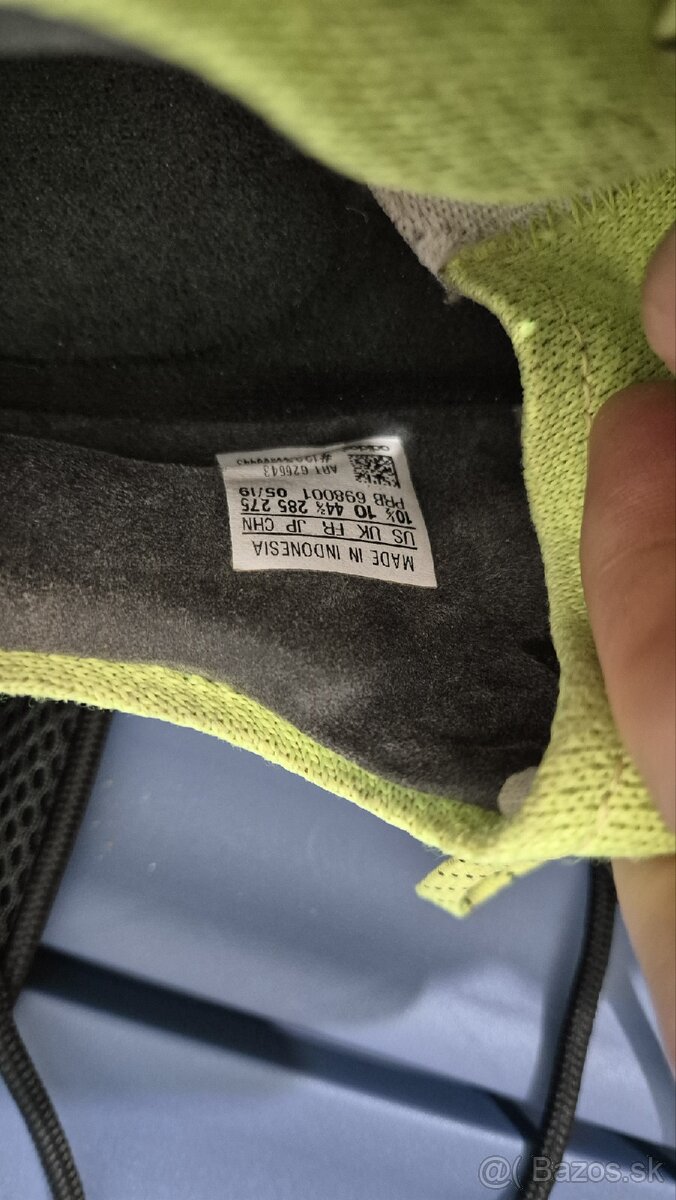 MADE IN INDONESIA
US UK FR JP CHN
10½ 10 44⅔ 285 275
PRB 698001 05/19
ART G26643
@( Bazos.sk